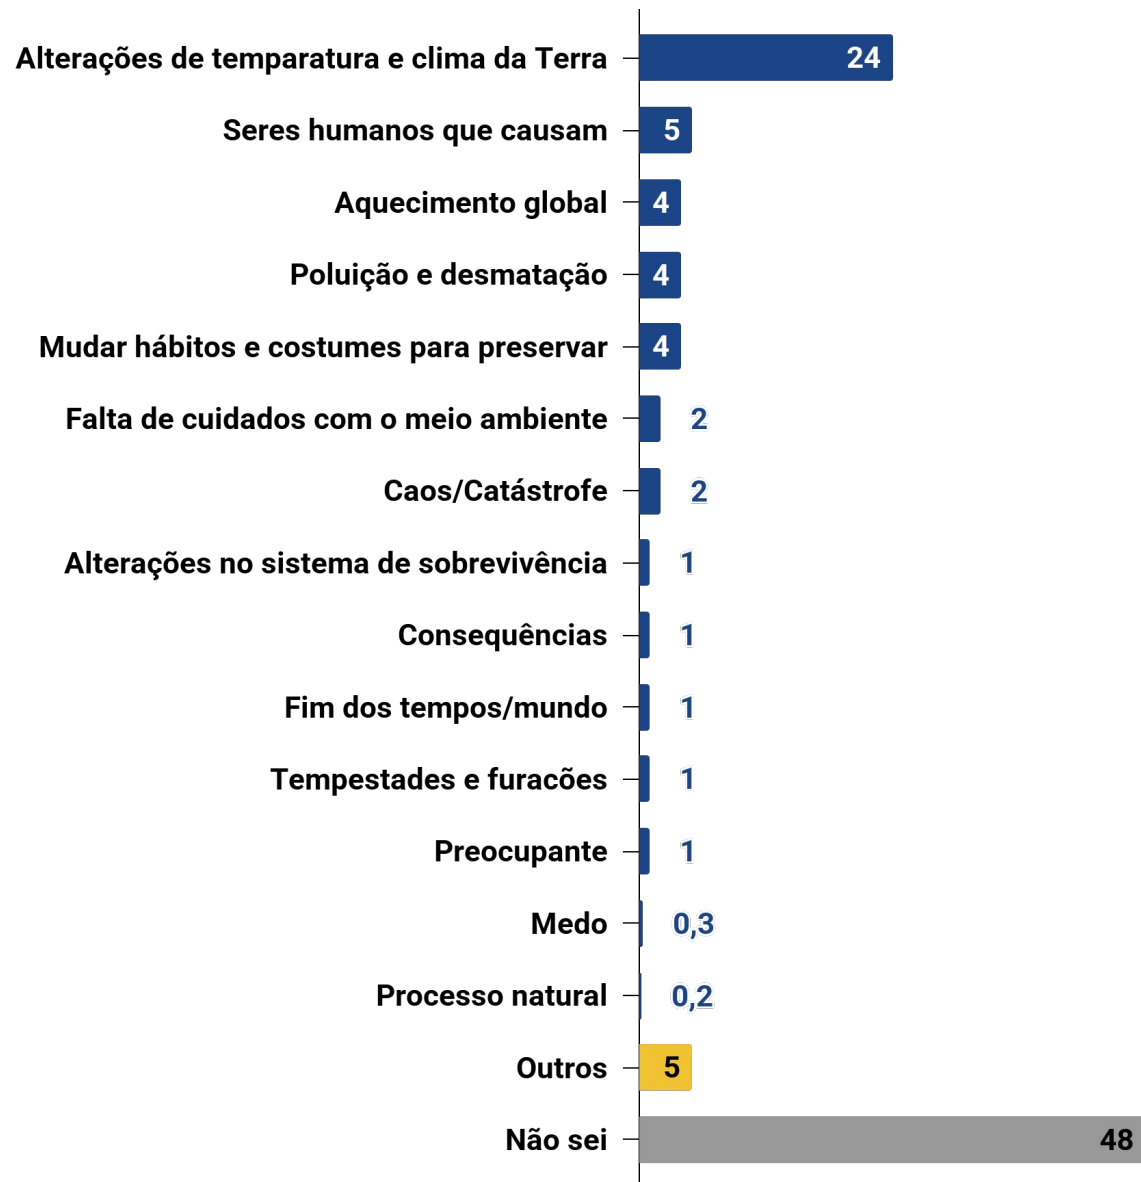 Alterações de temparatura e clima da Terra 24
Seres humanos que causam 5
Aquecimento global 4
Poluição e desmatação 4
Mudar hábitos e costumes para preservar 4
Falta de cuidados com o meio ambiente 2
Caos/Catástrofe 2
Alterações no sistema de sobrevivência 1
Consequências 1
Fim dos tempos/mundo 1
Tempestades e furacões 1
Preocupante 1
Medo 0,3
Processo natural 0,2
Outros 5
Não sei 48